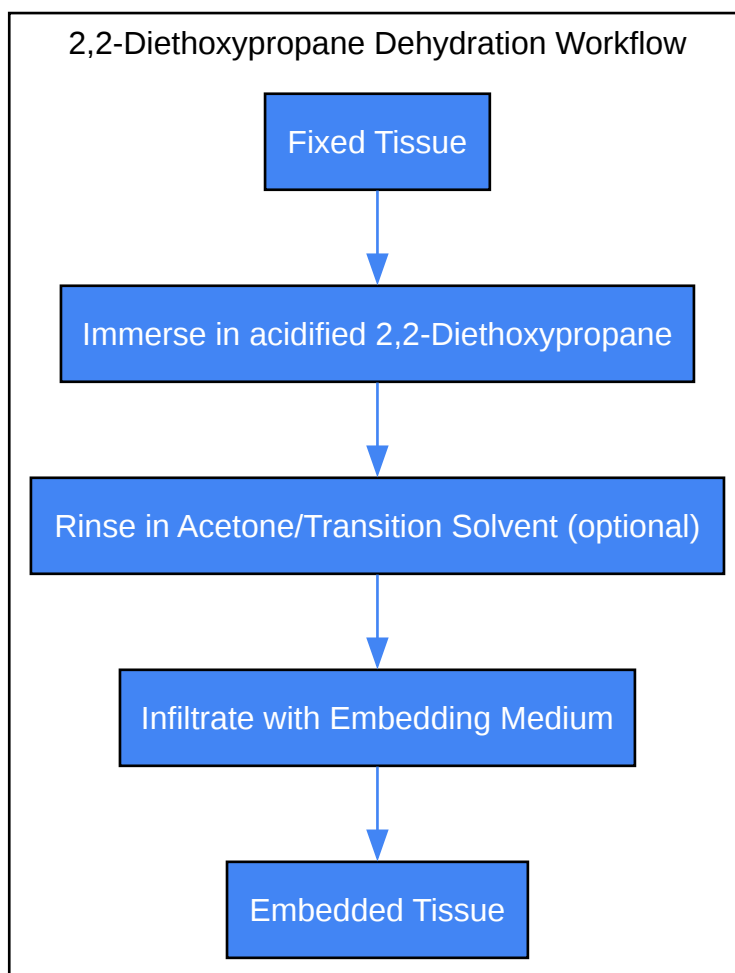 2,2-Diethoxypropane Dehydration Workflow
Fixed Tissue
Immerse in acidified 2,2-Diethoxypropane
Rinse in Acetone/Transition Solvent (optional)
Infiltrate with Embedding Medium
Embedded Tissue